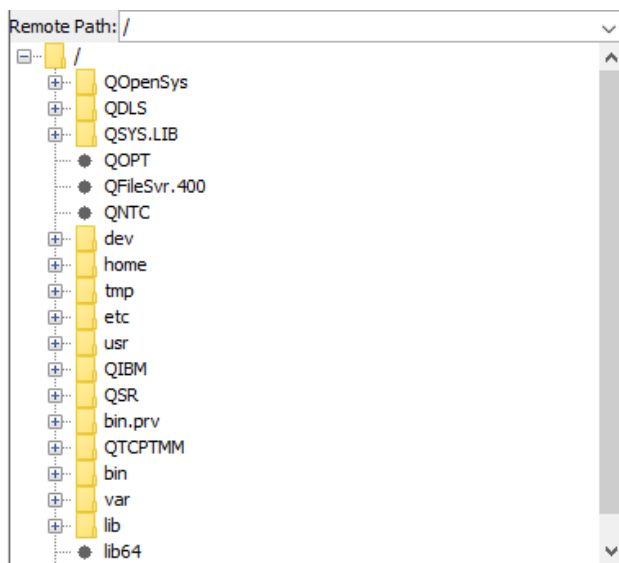 Remote Path: /
/
QOpenSys
QDLS
QSYS.LIB
QOPT
QFileSvr.400
QNTC
dev
home
tmp
etc
usr
QIBM
QSR
bin.prv
QTCPTMM
bin
var
lib
lib64